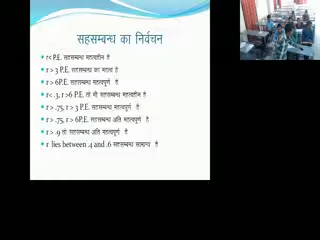 सहसम्बन्ध का निर्वचन
r< P.E. सहसम्बन्ध महत्वहीन है
r > 3 P.E. सहसम्बन्ध का महत्व है
r > 6P.E. सहसम्बन्ध महत्वपूर्ण है
r< .3, r >6 P.E. तो भी सहसम्बन्ध महत्वहीन है
r > .75, r > 3 P.E. सहसम्बन्ध महत्वपूर्ण है
r > .75, r > 6P.E. सहसम्बन्ध अति महत्वपूर्ण है
r > .9 तो सहसम्बन्ध अति महत्वपूर्ण है
r lies between .4 and .6 सहसम्बन्ध सामान्य है